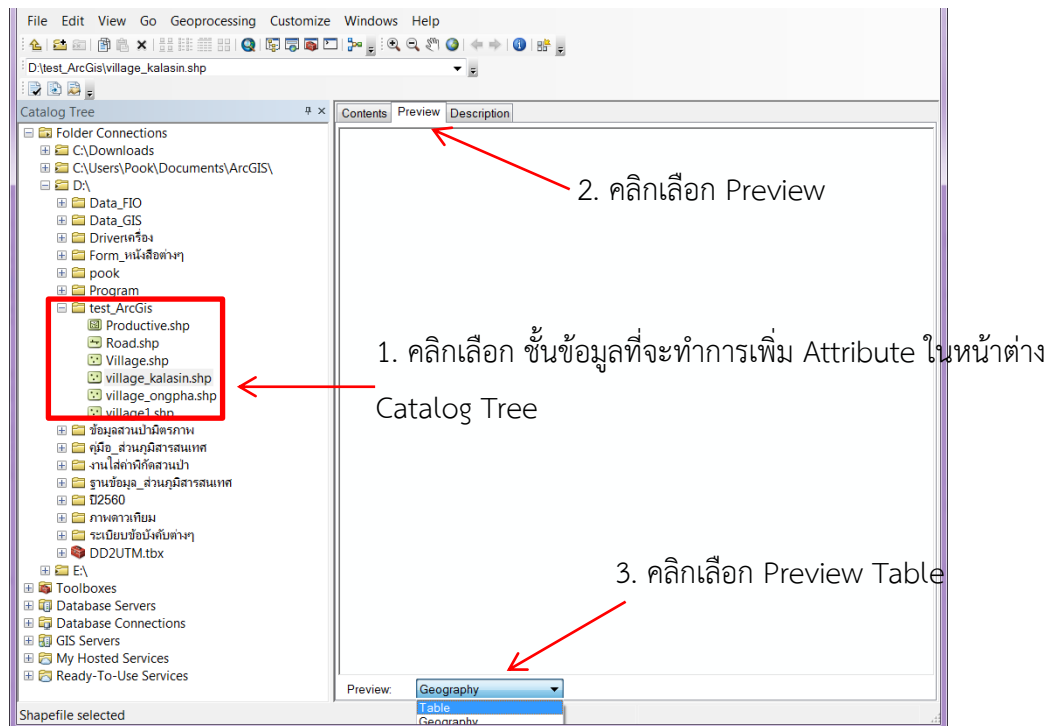 File Edit View Go Geoprocessing Customize Windows Help
D:\test_ArcGis\village_kalasin.shp
Catalog Tree
Contents Preview Description
Folder Connections
C:\Downloads
C:\Users\Pook\Documents\ArcGIS\
D:\
Data_FIO
Data_GIS
Driverเครื่อง
Form_หนังสือต่างๆ
pook
Program
test_ArcGis
Productive.shp
Road.shp
Village.shp
village_kalasin.shp
village_ongpha.shp
village1.shp
ข้อมูลสวนป่ามิตรภาพ
คู่มือ_ส่วนภูมิสารสนเทศ
งานใส่ค่าพิกัดสวนป่า
ฐานข้อมูล_ส่วนภูมิสารสนเทศ
ปี2560
ภาพดาวเทียม
ระเบียบข้อบังคับต่างๆ
DD2UTM.tbx
E:\
Toolboxes
Database Servers
Database Connections
GIS Servers
My Hosted Services
Ready-To-Use Services
2. คลิกเลือก Preview
1. คลิกเลือก ชั้นข้อมูลที่จะทำการเพิ่ม Attribute ในหน้าต่าง
Catalog Tree
3. คลิกเลือก Preview Table
Preview: Geography
Table
Geography
Shapefile selected